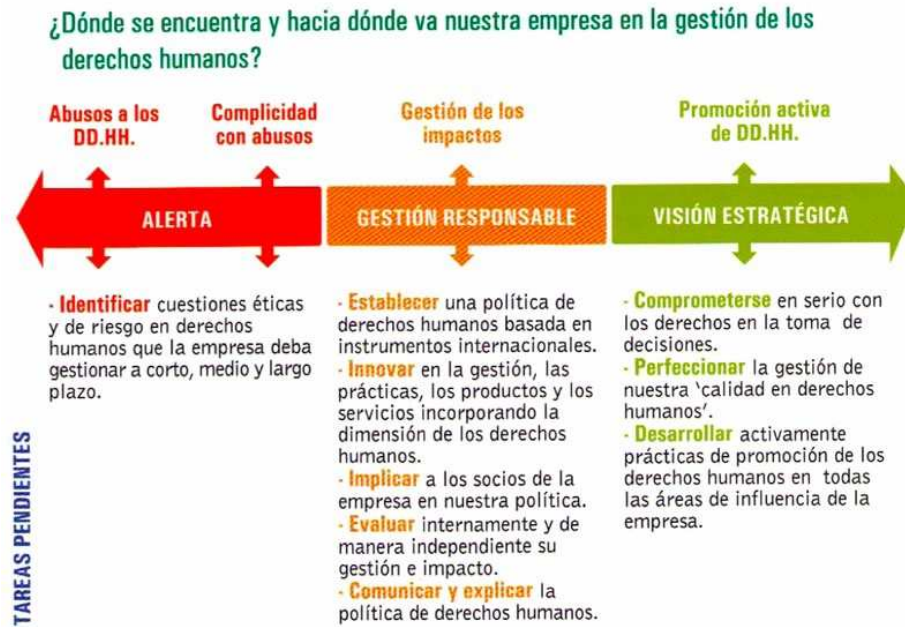 ¿Dónde se encuentra y hacia dónde va nuestra empresa en la gestión de los
derechos humanos?
Abusos a los
DD.HH.
Complicidad
con abusos
Gestión de los
impactos
Promoción activa
de DD.HH.
ALERTA
GESTIÓN RESPONSABLE
VISIÓN ESTRATÉGICA
TAREAS PENDIENTES
· Identificar cuestiones éticas
y de riesgo en derechos
humanos que la empresa deba
gestionar a corto, medio y largo
plazo.
· Establecer una política de
derechos humanos basada en
instrumentos internacionales.
· Innovar en la gestión, las
prácticas, los productos y los
servicios incorporando la
dimensión de los derechos
humanos.
· Implicar a los socios de la
empresa en nuestra política.
· Evaluar internamente y de
manera independiente su
gestión e impacto.
· Comunicar y explicar la
política de derechos humanos.
· Comprometerse en serio con
los derechos en la toma de
decisiones.
· Perfeccionar la gestión de
nuestra ‘calidad en derechos
humanos’.
· Desarrollar activamente
prácticas de promoción de los
derechos humanos en todas
las áreas de influencia de la
empresa.